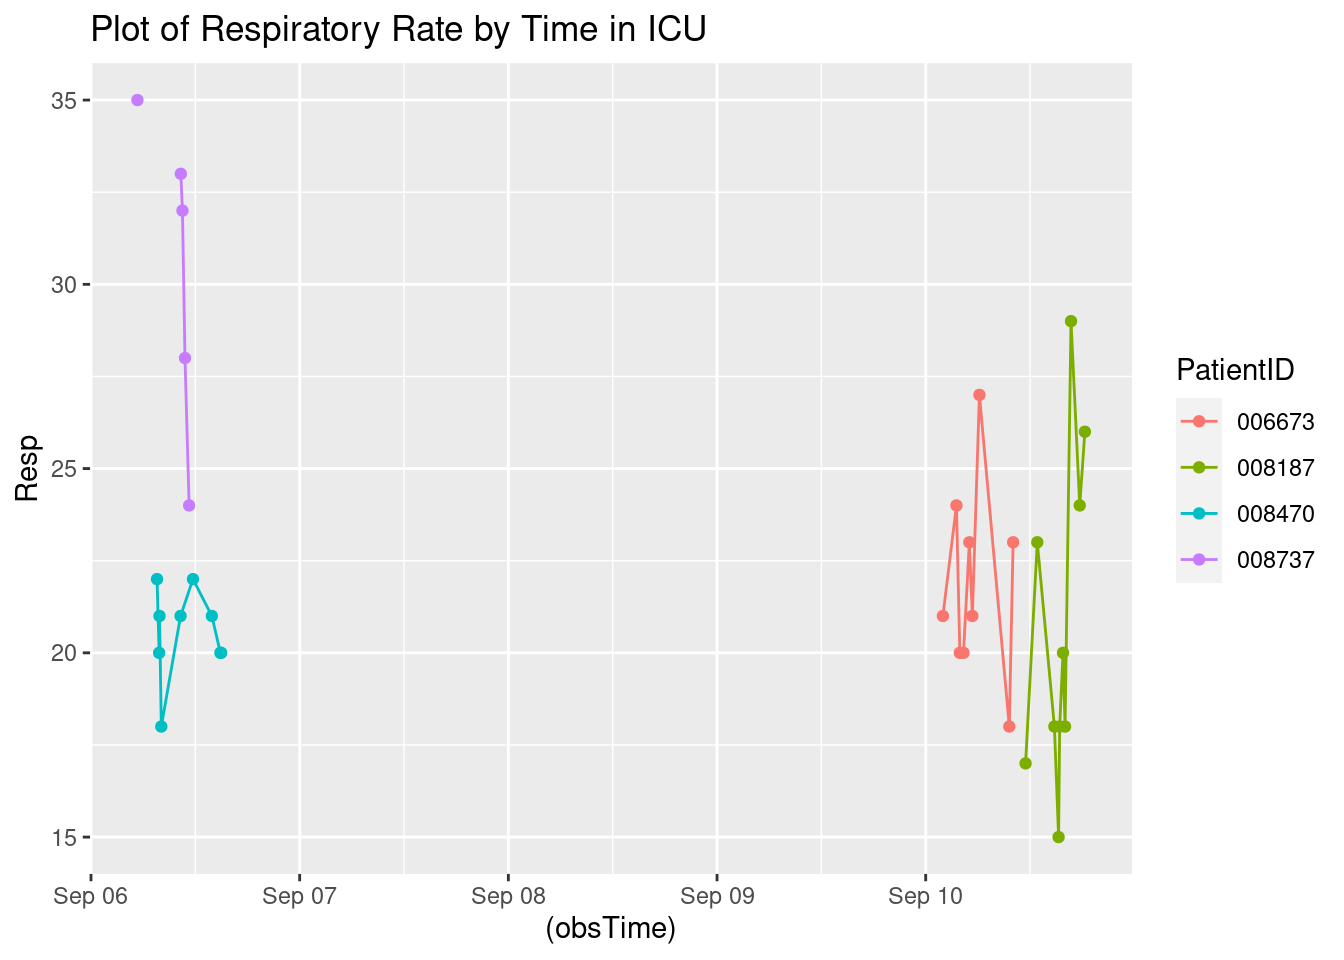 Plot of Respiratory Rate by Time in ICU
35
30
25
20
15
Resp
Sep 06 Sep 07 Sep 08 Sep 09 Sep 10
(obsTime)
PatientID
006673
008187
008470
008737